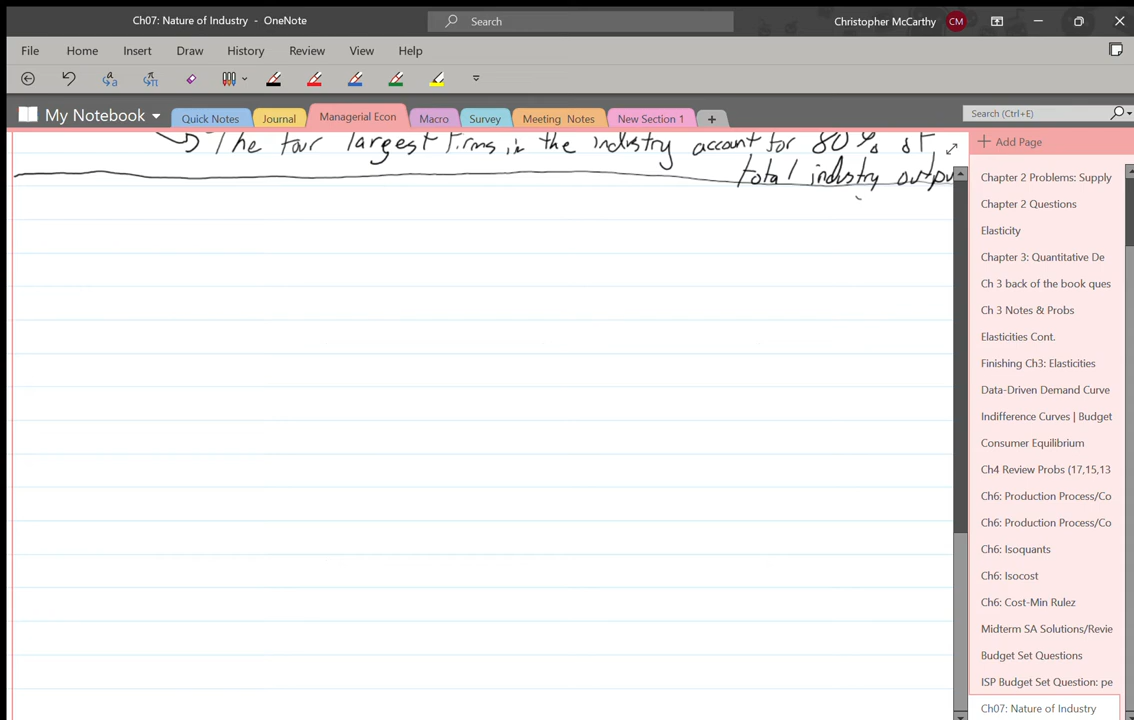 Ch07: Nature of Industry - OneNote
Search
Christopher McCarthy CM
File Home Insert Draw History Review View Help
My Notebook
Quick Notes Journal Managerial Econ Macro Survey Meeting Notes New Section 1 +
Search (Ctrl+E)
The four largest firms in the industry account for 80% of
total industry outpu
Add Page
Chapter 2 Problems: Supply
Chapter 2 Questions
Elasticity
Chapter 3: Quantitative De
Ch 3 back of the book ques
Ch 3 Notes & Probs
Elasticities Cont.
Finishing Ch3: Elasticities
Data-Driven Demand Curve
Indifference Curves | Budget
Consumer Equilibrium
Ch4 Review Probs (17,15,13
Ch6: Production Process/Co
Ch6: Production Process/Co
Ch6: Isoquants
Ch6: Isocost
Ch6: Cost-Min Rulez
Midterm SA Solutions/Revie
Budget Set Questions
ISP Budget Set Question: pe
Ch07: Nature of Industry